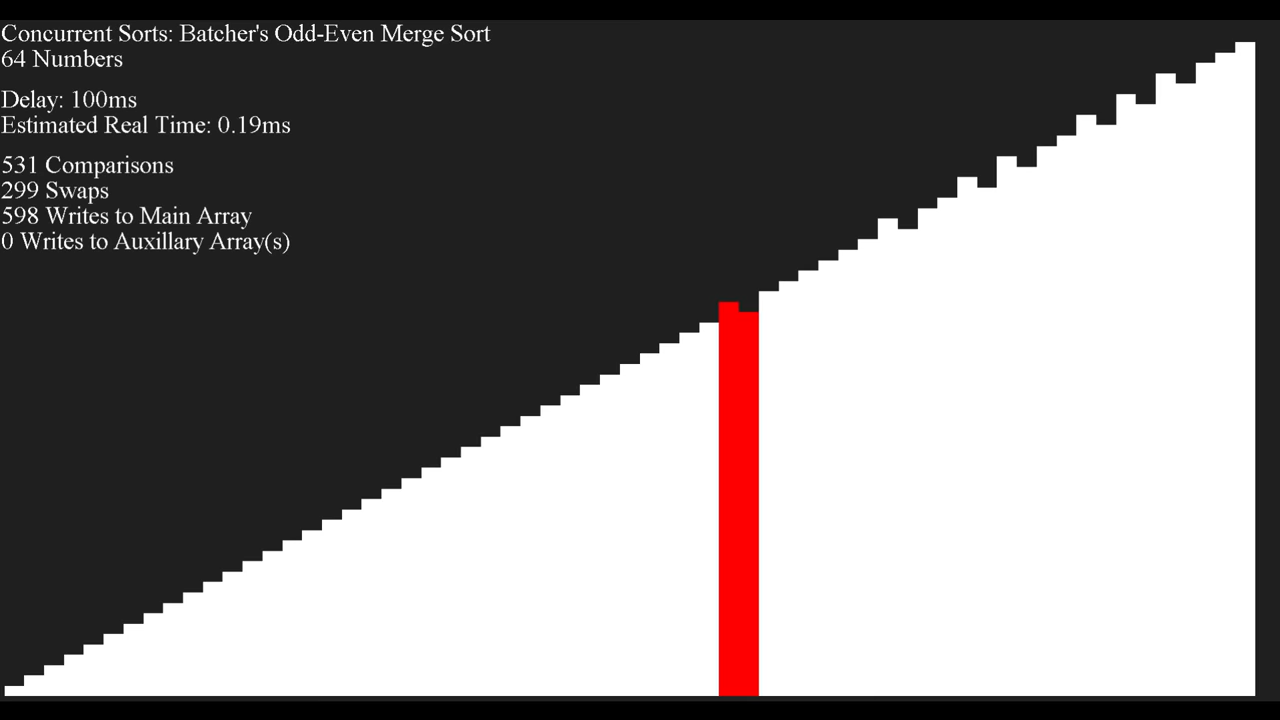 Concurrent Sorts: Batcher's Odd-Even Merge Sort
64 Numbers
Delay: 100ms
Estimated Real Time: 0.19ms
531 Comparisons
299 Swaps
598 Writes to Main Array
0 Writes to Auxillary Array(s)